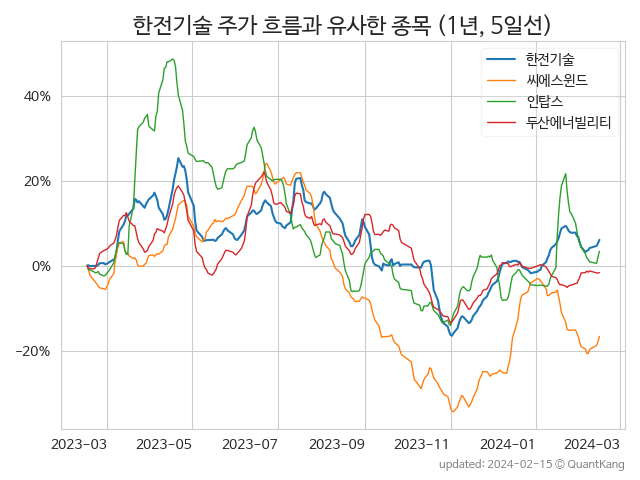 한전기술 주가 흐름과 유사한 종목 (1년, 5일선)
한전기술
씨에스윈드
인탑스
두산에너빌리티
40%
20%
0%
−20%
2023-03 2023-05 2023-07 2023-09 2023-11 2024-01 2024-03
updated: 2024-02-15 © QuantKang